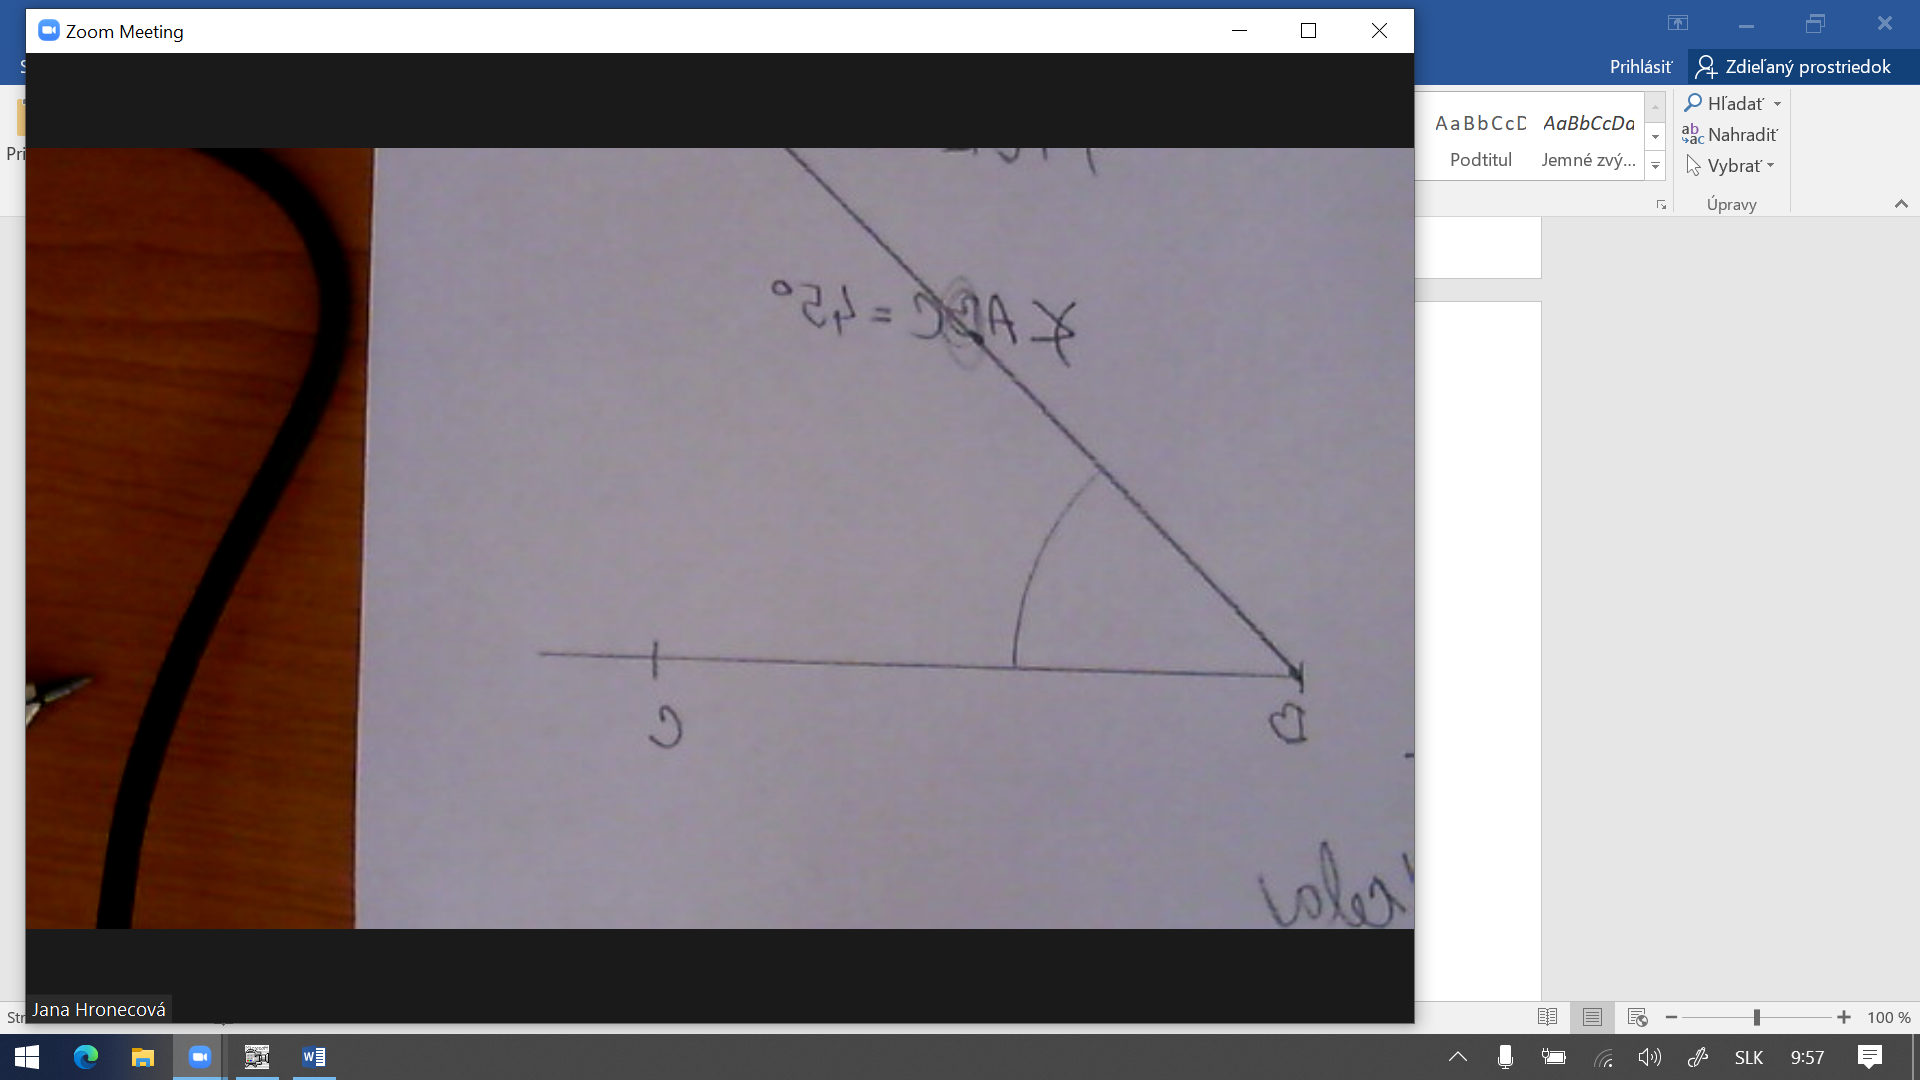 Zoom Meeting
Prihlásiť
Zdieľaný prostriedok
AaBbCcD
AaBbCcDd
Podtitul
Jemné zvý...
Hľadať
Nahradiť
Vybrať
Úpravy
∡ ABC = 45°
C
B
Jana Hronecová
100 %
SLK
9:57